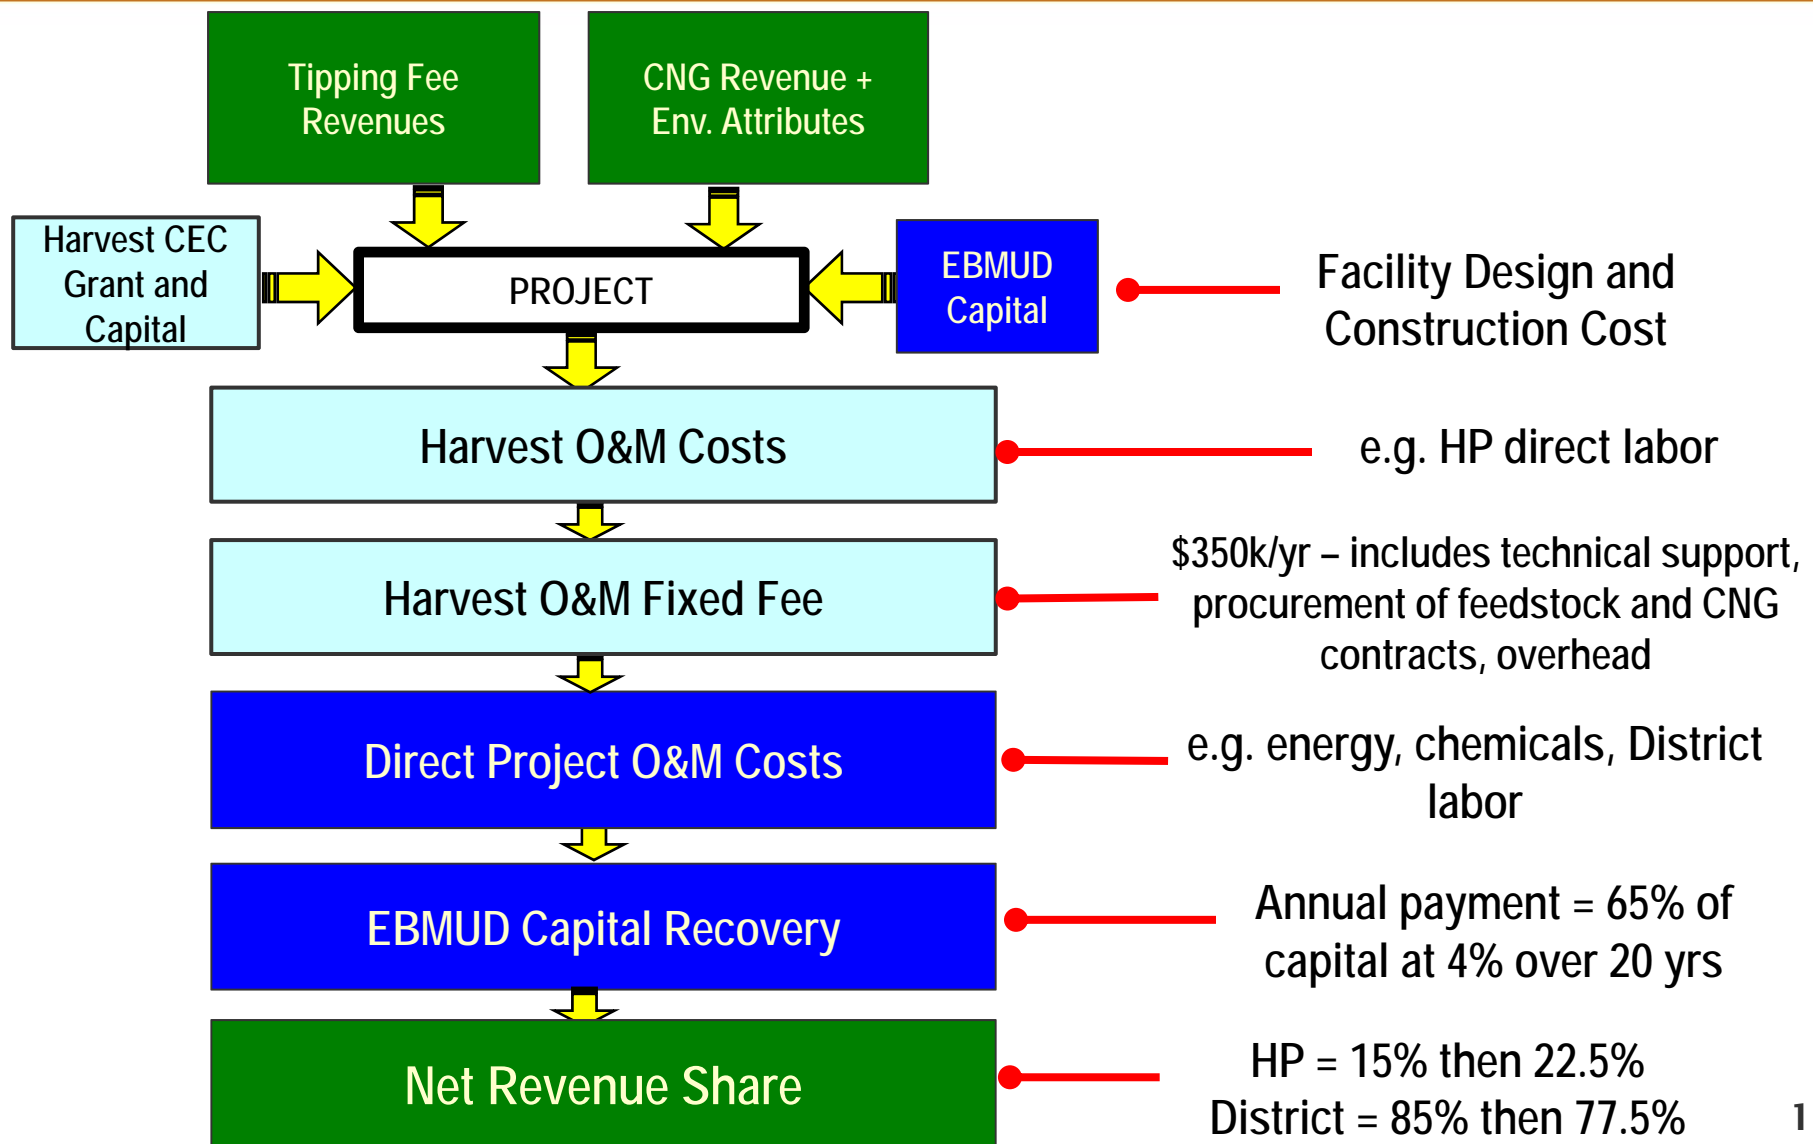 Tipping Fee
Revenues
CNG Revenue +
Env. Attributes
Harvest CEC
Grant and
Capital
PROJECT
EBMUD
Capital
Facility Design and
Construction Cost
Harvest O&M Costs
e.g. HP direct labor
Harvest O&M Fixed Fee
$350k/yr – includes technical support,
procurement of feedstock and CNG
contracts, overhead
Direct Project O&M Costs
e.g. energy, chemicals, District
labor
EBMUD Capital Recovery
Annual payment = 65% of
capital at 4% over 20 yrs
Net Revenue Share
HP = 15% then 22.5%
District = 85% then 77.5%
1